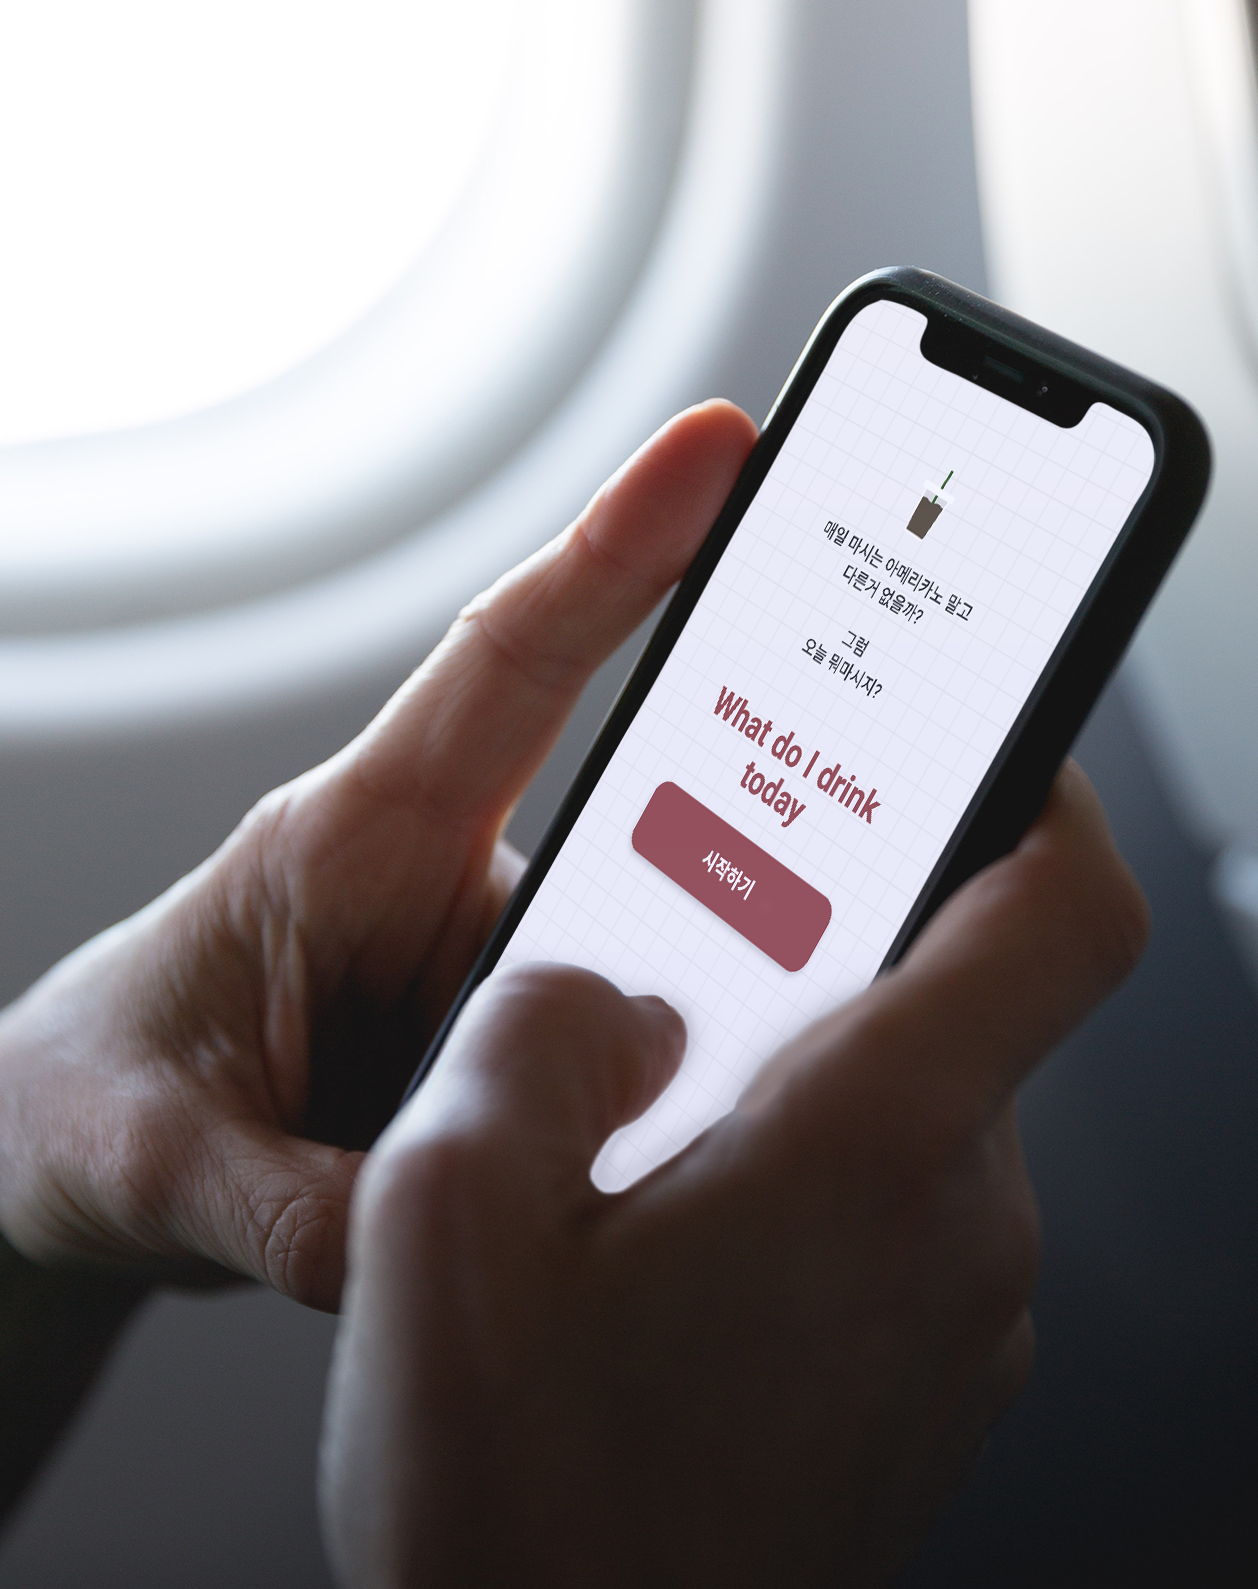 매일 마시는 아메리카노 말고
다른거 없을까?
그럼
오늘 뭐마시지?
What do I drink
today
시작하기